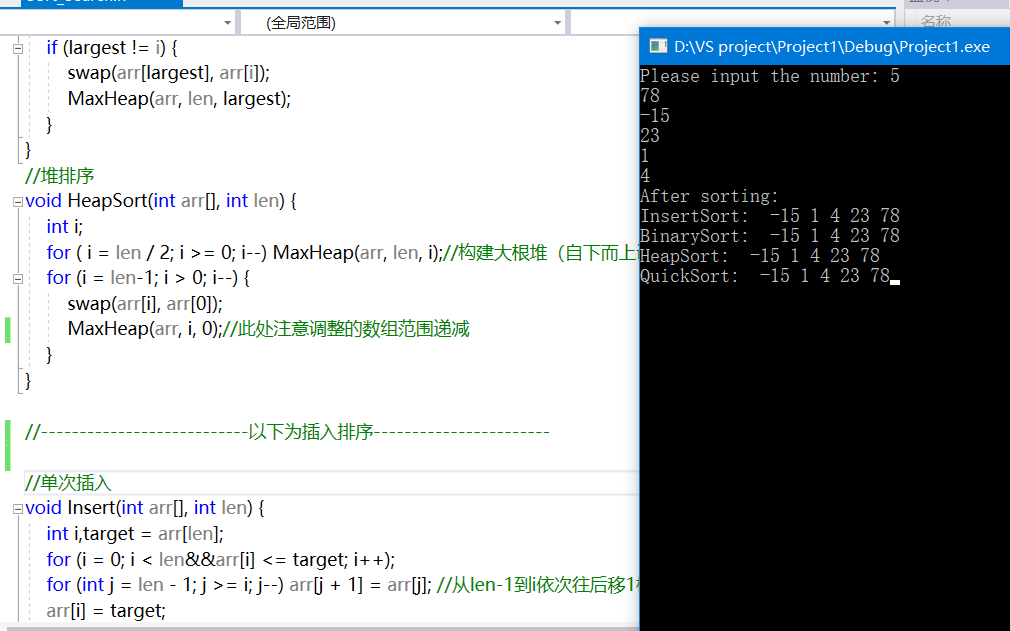 (全局范围)
名称
if (largest != i) {
swap(arr[largest], arr[i]);
MaxHeap(arr, len, largest);
}
}
//堆排序
void HeapSort(int arr[], int len) {
int i;
for ( i = len / 2; i >= 0; i--) MaxHeap(arr, len, i);//构建大根堆（自下而上
for (i = len-1; i > 0; i--) {
swap(arr[i], arr[0]);
MaxHeap(arr, i, 0);//此处注意调整的数组范围递减
}
}
//---------------------------以下为插入排序-----------------------
//单次插入
void Insert(int arr[], int len) {
int i,target = arr[len];
for (i = 0; i < len&&arr[i] <= target; i++);
for (int j = len - 1; j >= i; j--) arr[j + 1] = arr[j]; //从len-1到i依次往后移1
arr[i] = target;
D:\VS project\Project1\Debug\Project1.exe
Please input the number: 5
78
-15
23
1
4
After sorting:
InsertSort:  -15 1 4 23 78
BinarySort:  -15 1 4 23 78
HeapSort:  -15 1 4 23 78
QuickSort:  -15 1 4 23 78